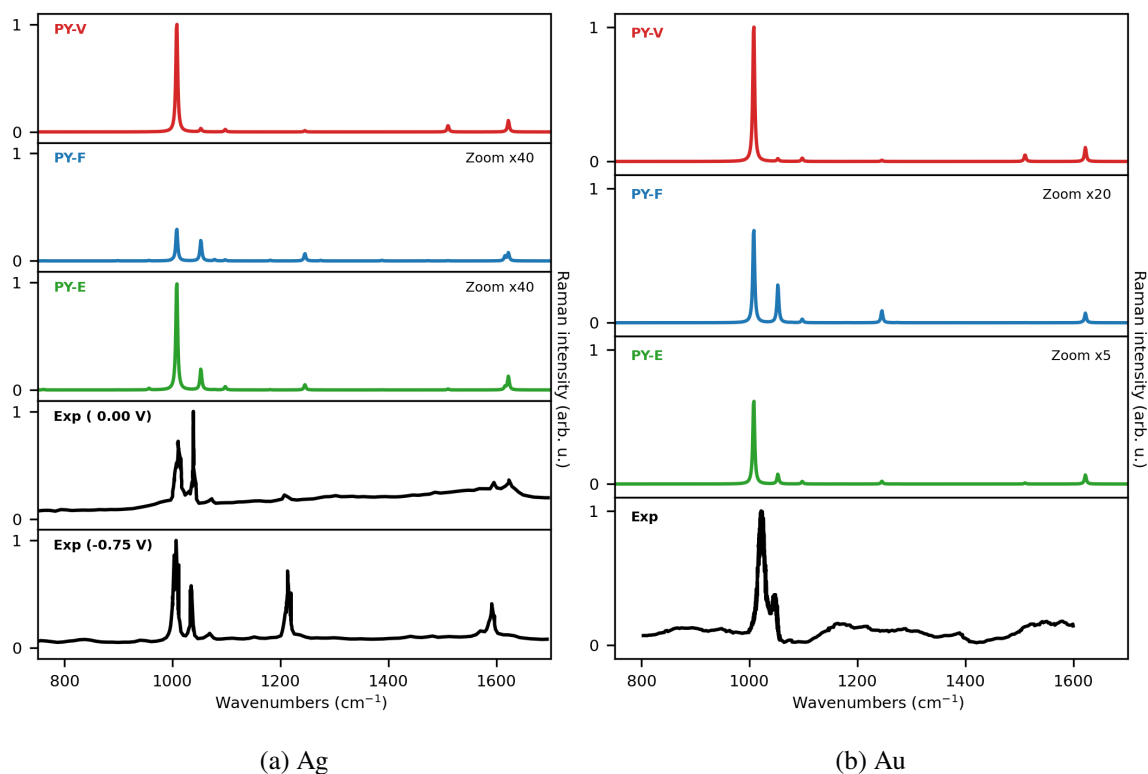 PY-V
1
0
PY-F
Zoom x40
1
0
PY-E
Zoom x40
1
0
Exp ( 0.00 V)
1
0
Exp (-0.75 V)
1
0
800 1000 1200 1400 1600
Wavenumbers (cm⁻¹)
Raman intensity (arb. u.)
(a) Ag
PY-V
1
0
PY-F
Zoom x20
1
0
PY-E
Zoom x5
1
0
Exp
1
0
800 1000 1200 1400 1600
Wavenumbers (cm⁻¹)
Raman intensity (arb. u.)
(b) Au